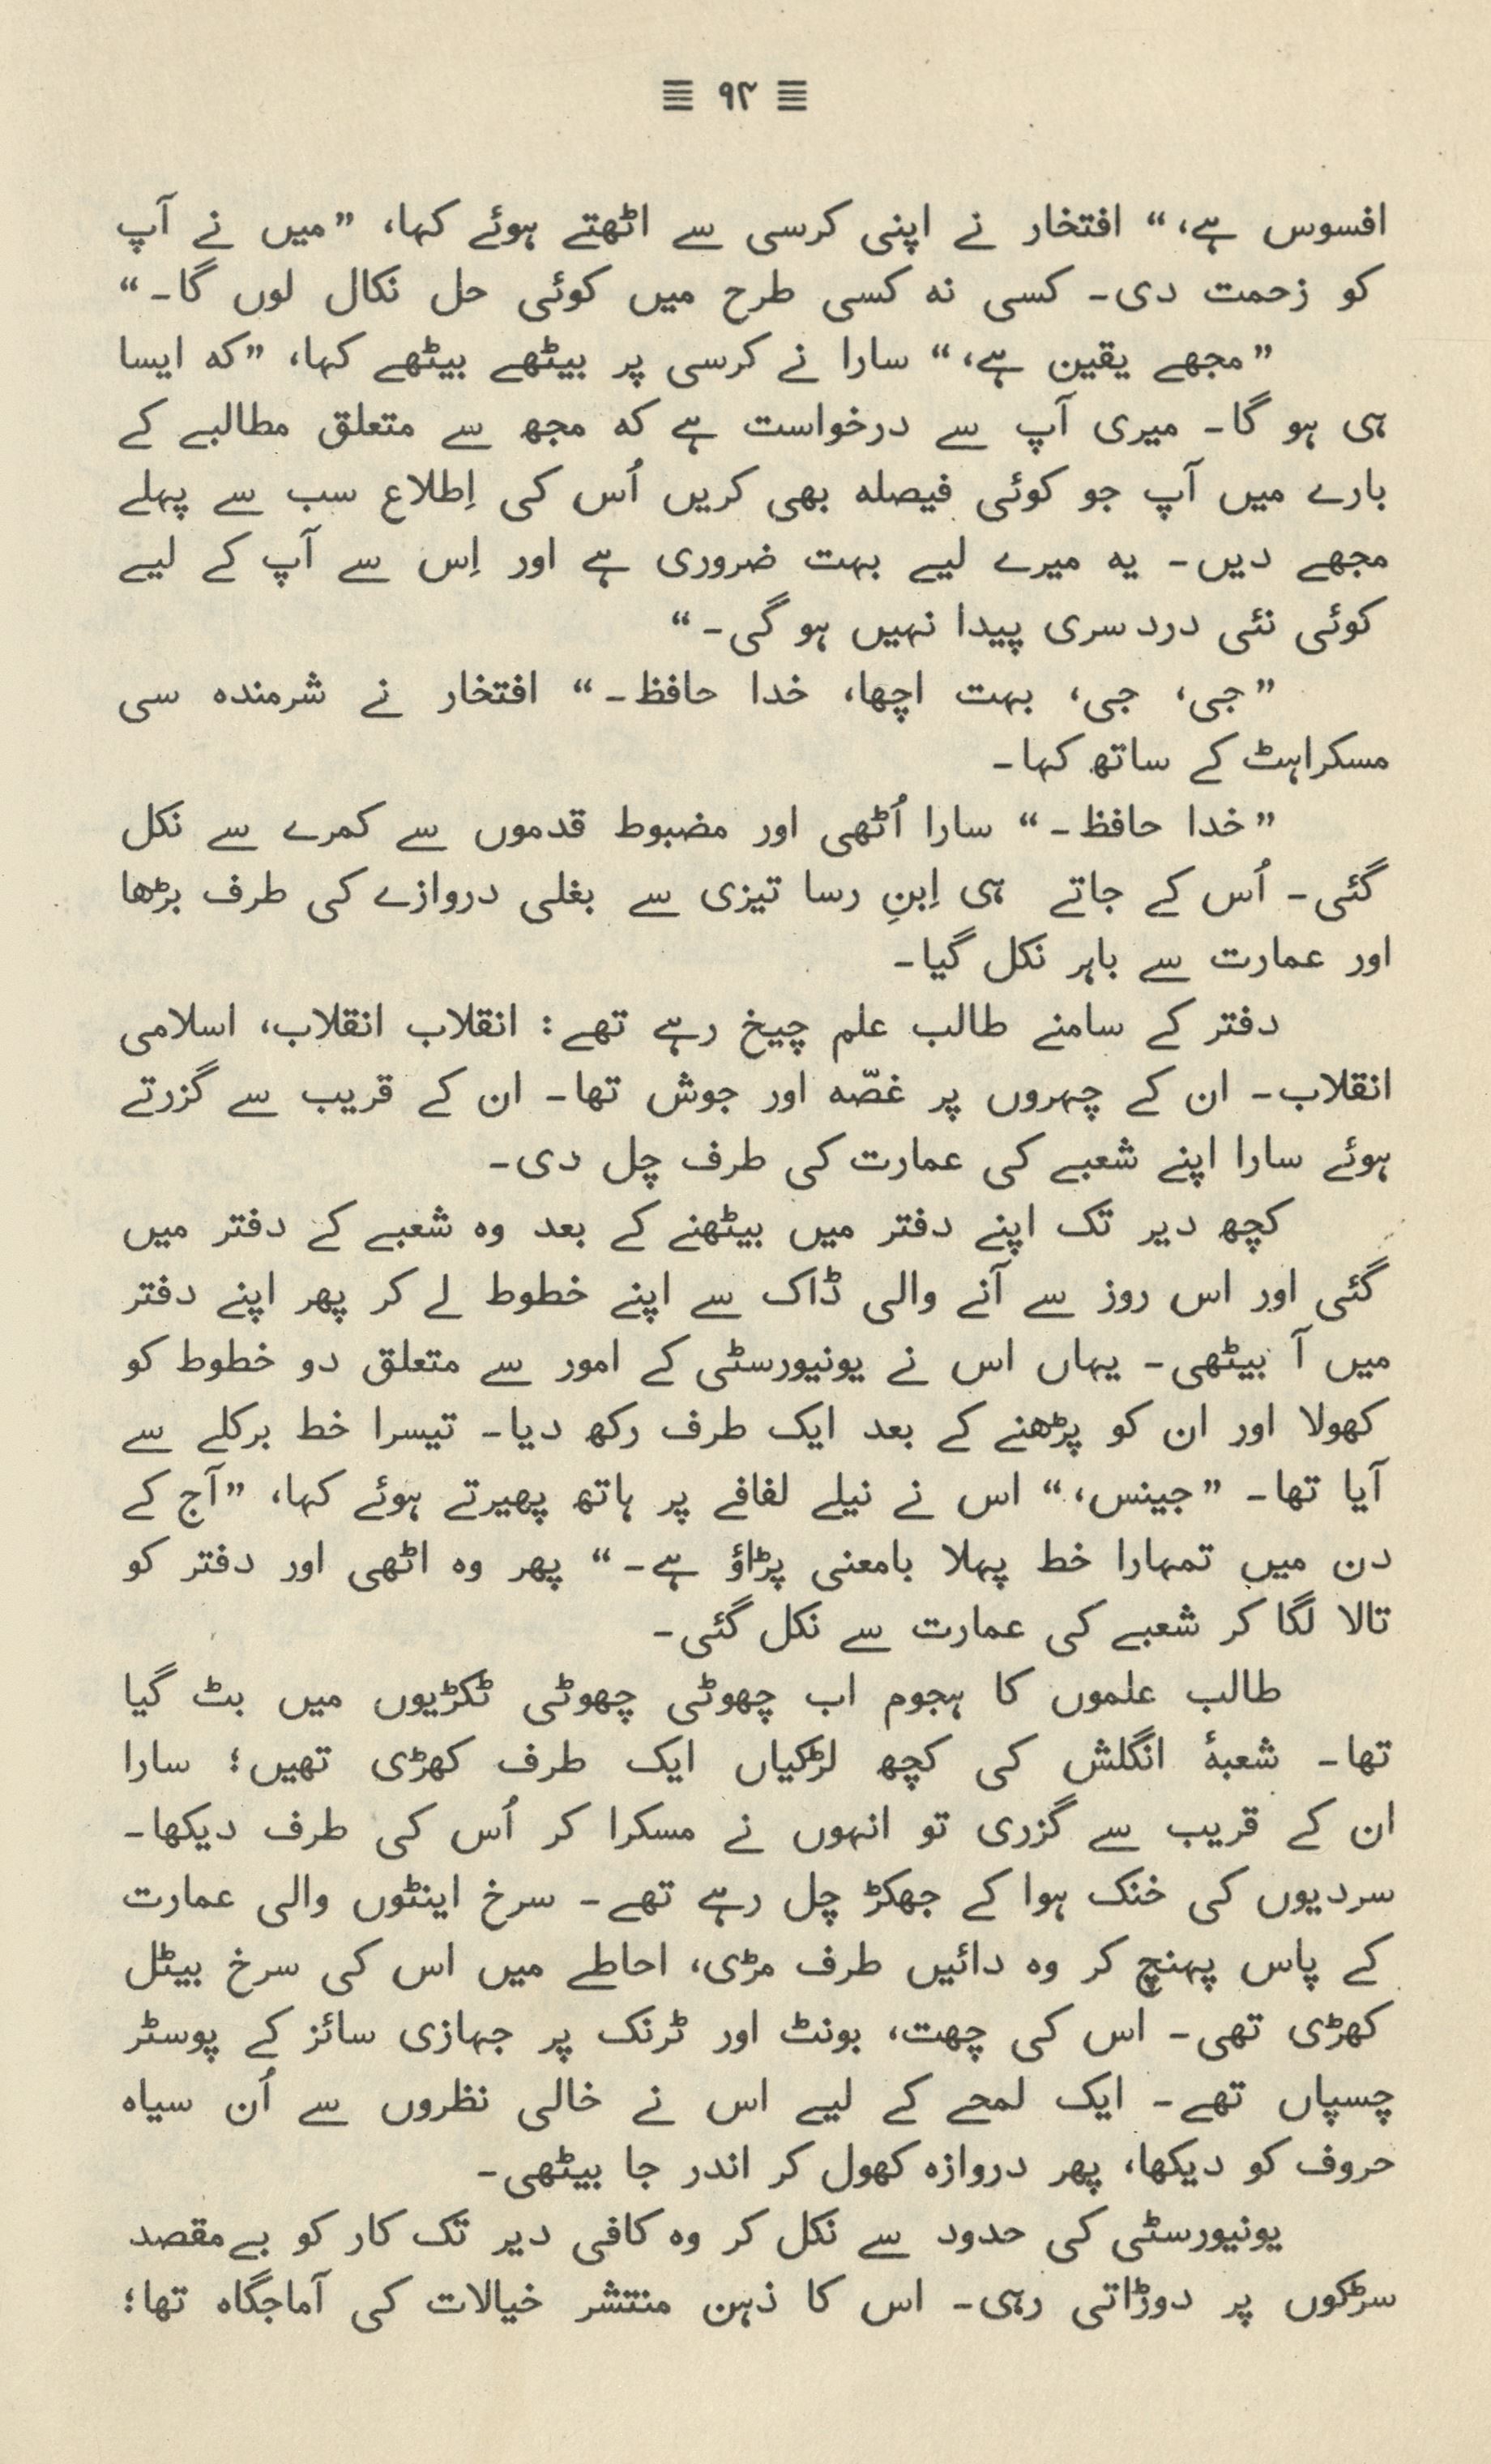 ≣ ۹۲ ≣
افسوس ہے،“ افتخار نے اپنی کرسی سے اٹھتے ہوئے کہا، ”میں نے آپ
کو زحمت دی۔ کسی نہ کسی طرح میں کوئی حل نکال لوں گا۔“
”مجھے یقین ہے،“ سارا نے کرسی پر بیٹھے بیٹھے کہا، ”کہ ایسا
ہی ہو گا۔ میری آپ سے درخواست ہے کہ مجھ سے متعلق مطالبے کے
بارے میں آپ جو کوئی فیصلہ بھی کریں اُس کی اِطلاع سب سے پہلے
مجھے دیں۔ یہ میرے لیے بہت ضروری ہے اور اِس سے آپ کے لیے
کوئی نئی درد سری پیدا نہیں ہو گی۔“
”جی، جی، بہت اچھا، خدا حافظ۔“ افتخار نے شرمندہ سی
مسکراہٹ کے ساتھ کہا۔
”خدا حافظ۔“ سارا اُٹھی اور مضبوط قدموں سے کمرے سے نکل
گئی۔ اُس کے جاتے ہی اِبنِ رسا تیزی سے بغلی دروازے کی طرف بڑھا
اور عمارت سے باہر نکل گیا۔
دفتر کے سامنے طالب علم چیخ رہے تھے: انقلاب انقلاب، اسلامی
انقلاب۔ ان کے چہروں پر غصّہ اور جوش تھا۔ ان کے قریب سے گزرتے
ہوئے سارا اپنے شعبے کی عمارت کی طرف چل دی۔
کچھ دیر تک اپنے دفتر میں بیٹھنے کے بعد وہ شعبے کے دفتر میں
گئی اور اس روز سے آنے والی ڈاک سے اپنے خطوط لے کر پھر اپنے دفتر
میں آ بیٹھی۔ یہاں اس نے یونیورسٹی کے امور سے متعلق دو خطوط کو
کھولا اور ان کو پڑھنے کے بعد ایک طرف رکھ دیا۔ تیسرا خط برکلے سے
آیا تھا۔ ”جینس،“ اس نے نیلے لفافے پر ہاتھ پھیرتے ہوئے کہا، ”آج کے
دن میں تمہارا خط پہلا بامعنی پڑاؤ ہے۔“ پھر وہ اٹھی اور دفتر کو
تالا لگا کر شعبے کی عمارت سے نکل گئی۔
طالب علموں کا ہجوم اب چھوٹی چھوٹی ٹکڑیوں میں بٹ گیا
تھا۔ شعبۂ انگلش کی کچھ لڑکیاں ایک طرف کھڑی تھیں؛ سارا
ان کے قریب سے گزری تو انہوں نے مسکرا کر اُس کی طرف دیکھا۔
سردیوں کی خنک ہوا کے جھکڑ چل رہے تھے۔ سرخ اینٹوں والی عمارت
کے پاس پہنچ کر وہ دائیں طرف مڑی، احاطے میں اس کی سرخ بیٹل
کھڑی تھی۔ اس کی چھت، بونٹ اور ٹرنک پر جہازی سائز کے پوسٹر
چسپاں تھے۔ ایک لمحے کے لیے اس نے خالی نظروں سے اُن سیاہ
حروف کو دیکھا، پھر دروازہ کھول کر اندر جا بیٹھی۔
یونیورسٹی کی حدود سے نکل کر وہ کافی دیر تک کار کو بے مقصد
سڑکوں پر دوڑاتی رہی۔ اس کا ذہن منتشر خیالات کی آماجگاہ تھا؛